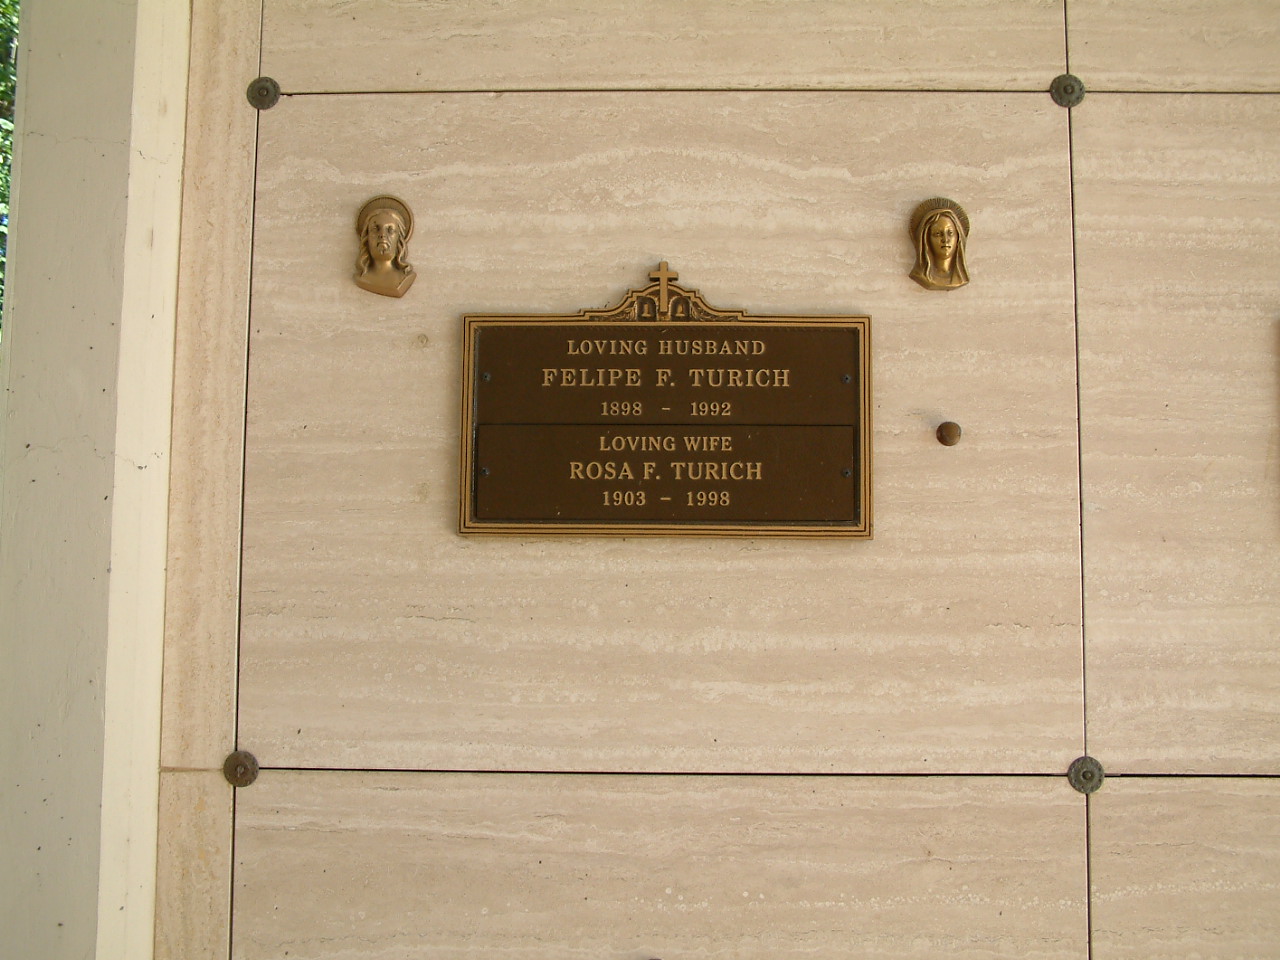 LOVING HUSBAND
FELIPE F. TURICH
1898 - 1992
LOVING WIFE
ROSA F. TURICH
1903 - 1998